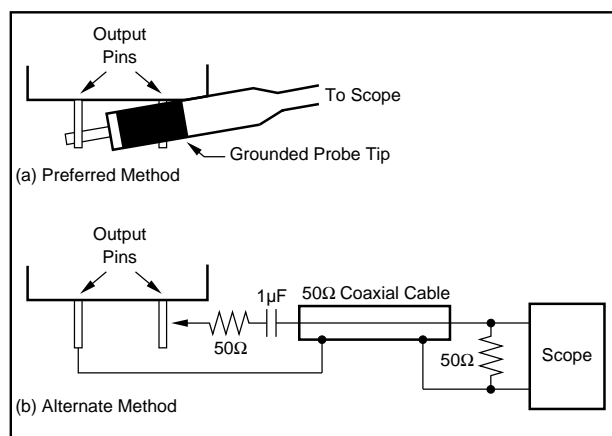 Output
Pins
To Scope
Grounded Probe Tip
(a) Preferred Method
Output
Pins
1µF
50Ω Coaxial Cable
50Ω
50Ω
Scope
(b) Alternate Method